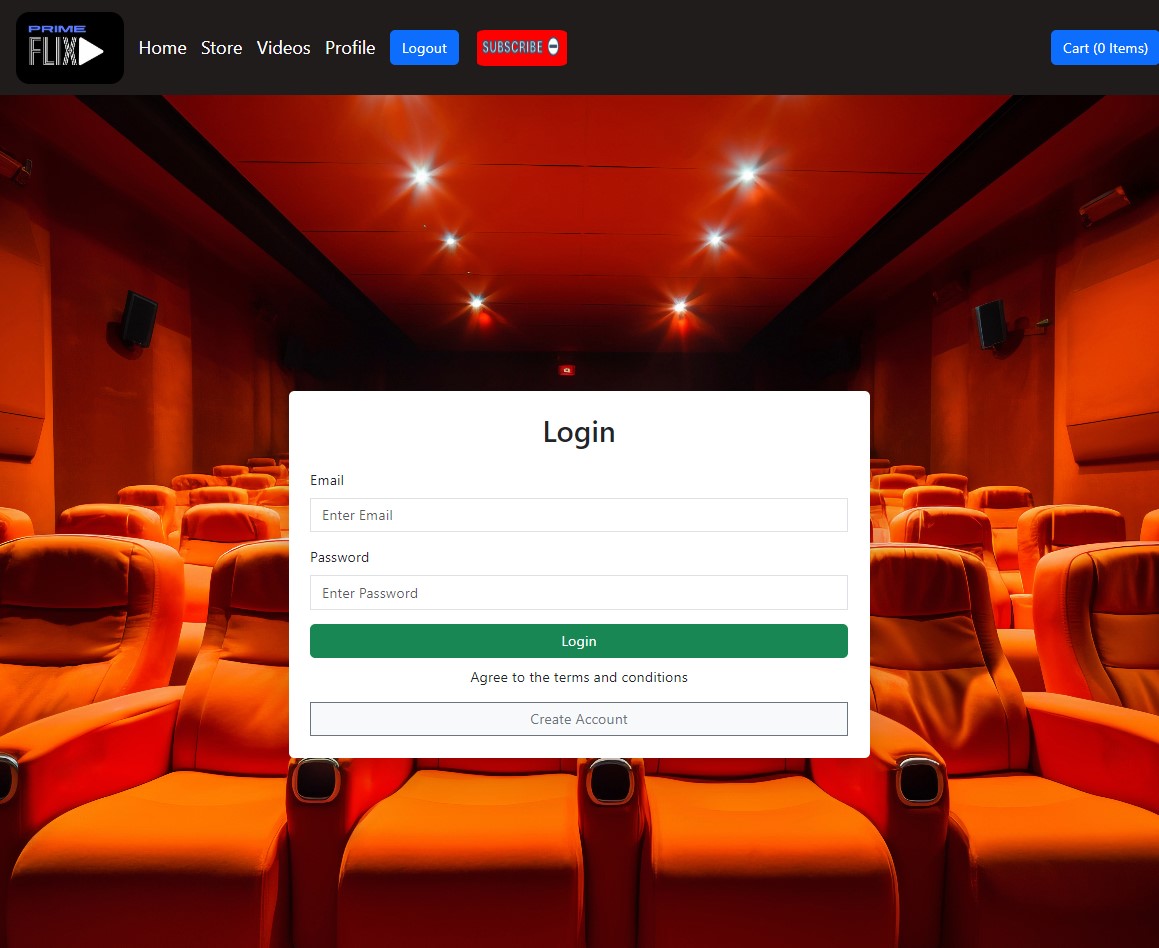 PRIME
FLIX
Home Store Videos Profile Logout SUBSCRIBE Cart (0 Items)
Login
Email
Enter Email
Password
Enter Password
Login
Agree to the terms and conditions
Create Account